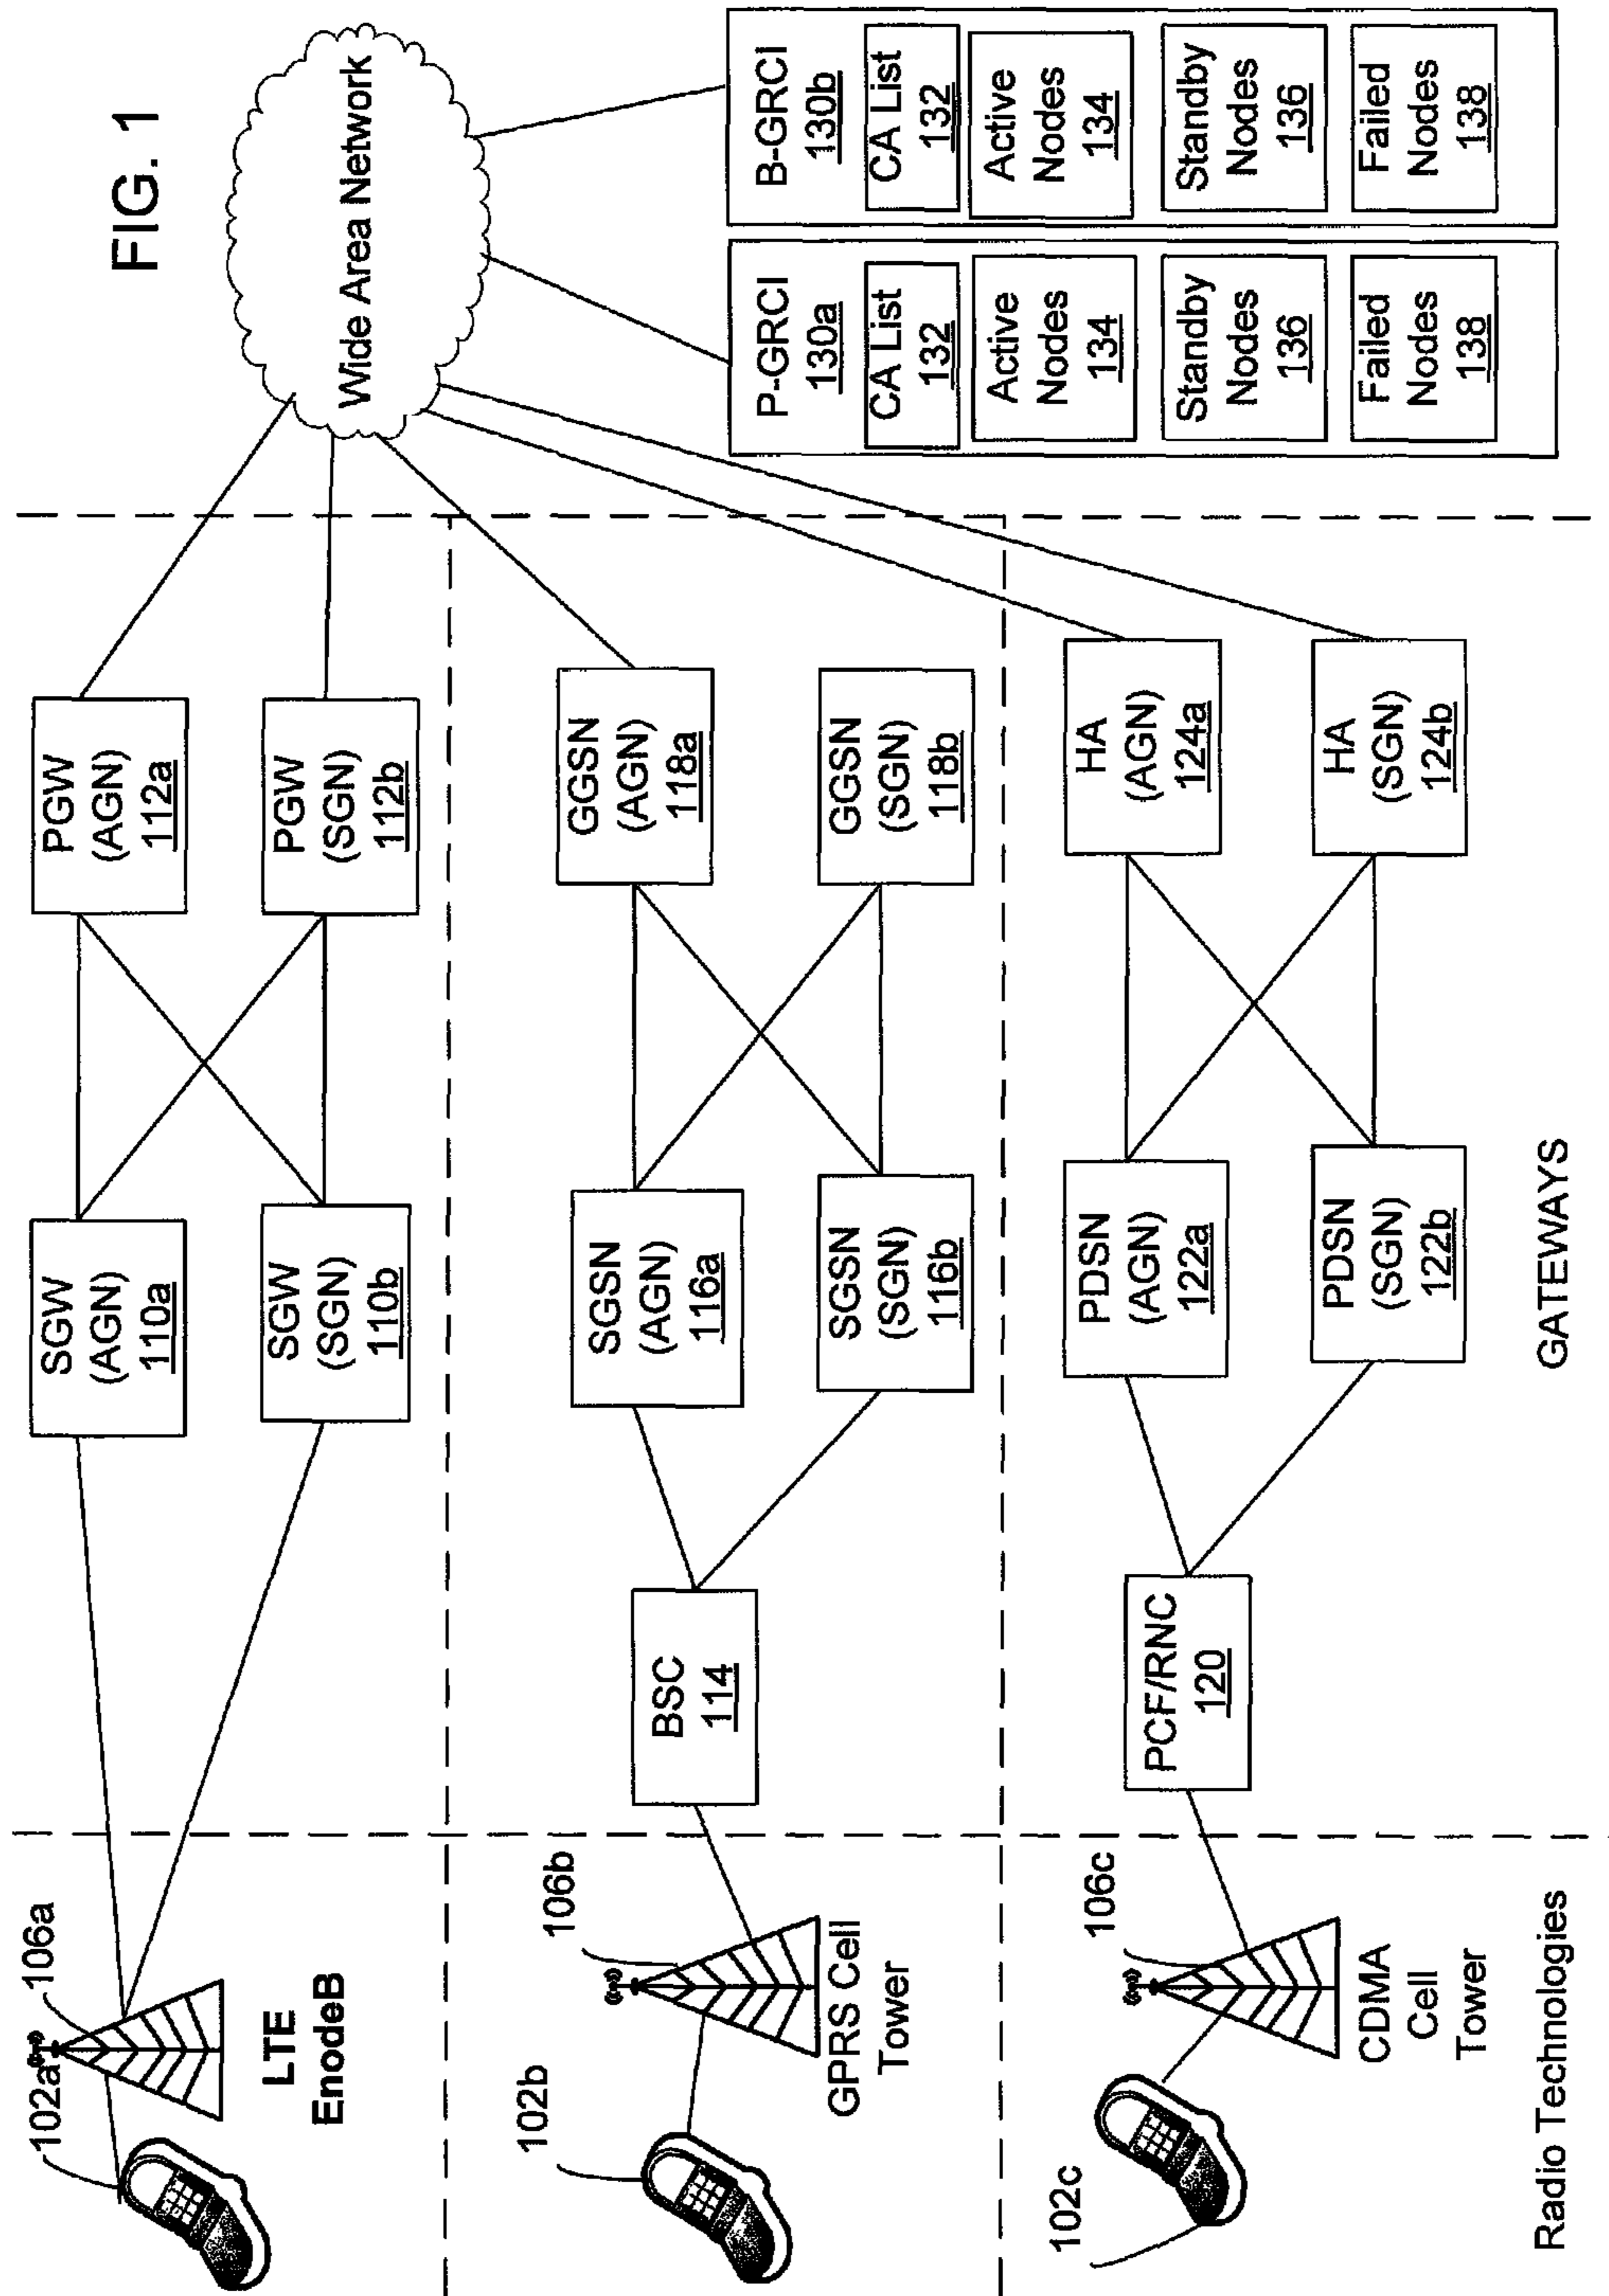 FIG. 1
102a
106a
LTE
EnodeB
SGW
(AGN)
110a
SGW
(SGN)
110b
PGW
(AGN)
112a
PGW
(SGN)
112b
Wide Area Network
102b
106b
GPRS Cell
Tower
BSC
114
SGSN
(AGN)
116a
SGSN
(SGN)
116b
GGSN
(AGN)
118a
GGSN
(SGN)
118b
102c
106c
CDMA
Cell
Tower
PCF/RNC
120
PDSN
(AGN)
122a
PDSN
(SGN)
122b
HA
(AGN)
124a
HA
(SGN)
124b
P-GRCI
130a
CA List
132
Active
Nodes
134
Standby
Nodes
136
Failed
Nodes
138
B-GRCI
130b
CA List
132
Active
Nodes
134
Standby
Nodes
136
Failed
Nodes
138
Radio Technologies
GATEWAYS